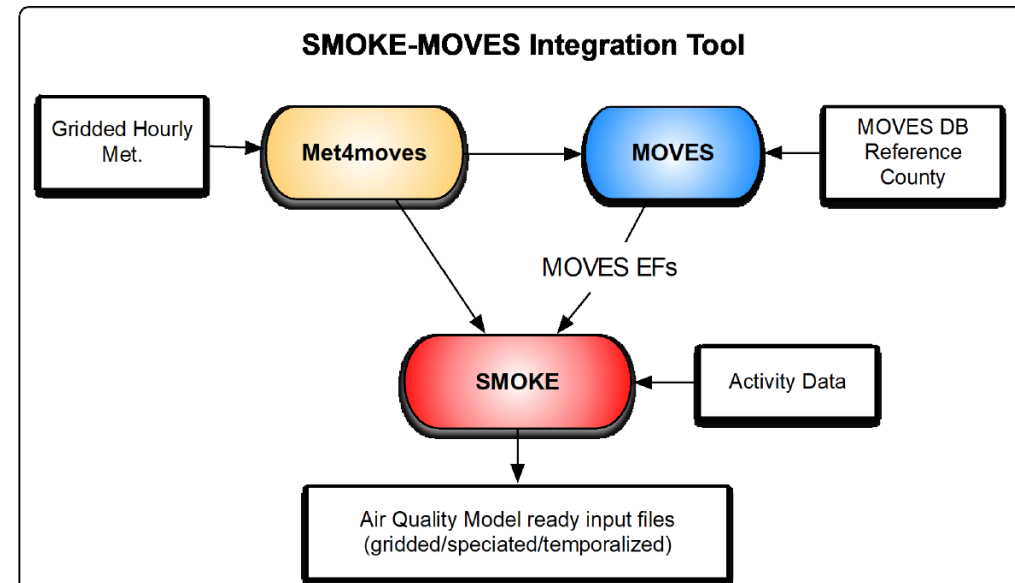 SMOKE-MOVES Integration Tool
Gridded Hourly
Met.
Met4moves
MOVES
MOVES DB
Reference
County
MOVES EFs
SMOKE
Activity Data
Air Quality Model ready input files
(gridded/speciated/temporalized)